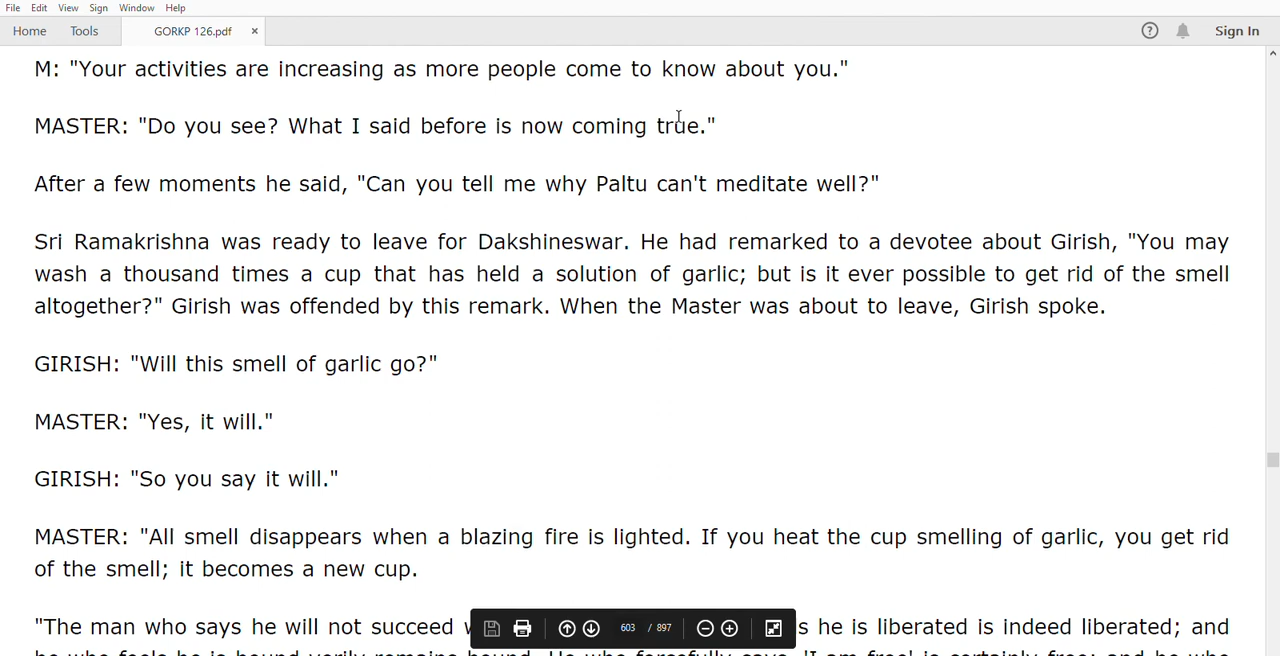 File Edit View Sign Window Help
Home Tools GORKP 126.pdf × ? Sign In
M: "Your activities are increasing as more people come to know about you."
MASTER: "Do you see? What I said before is now coming true."
After a few moments he said, "Can you tell me why Paltu can't meditate well?"
Sri Ramakrishna was ready to leave for Dakshineswar. He had remarked to a devotee about Girish, "You may
wash a thousand times a cup that has held a solution of garlic; but is it ever possible to get rid of the smell
altogether?" Girish was offended by this remark. When the Master was about to leave, Girish spoke.
GIRISH: "Will this smell of garlic go?"
MASTER: "Yes, it will."
GIRISH: "So you say it will."
MASTER: "All smell disappears when a blazing fire is lighted. If you heat the cup smelling of garlic, you get rid
of the smell; it becomes a new cup.
"The man who says he will not succeed s he is liberated is indeed liberated; and
603 / 897